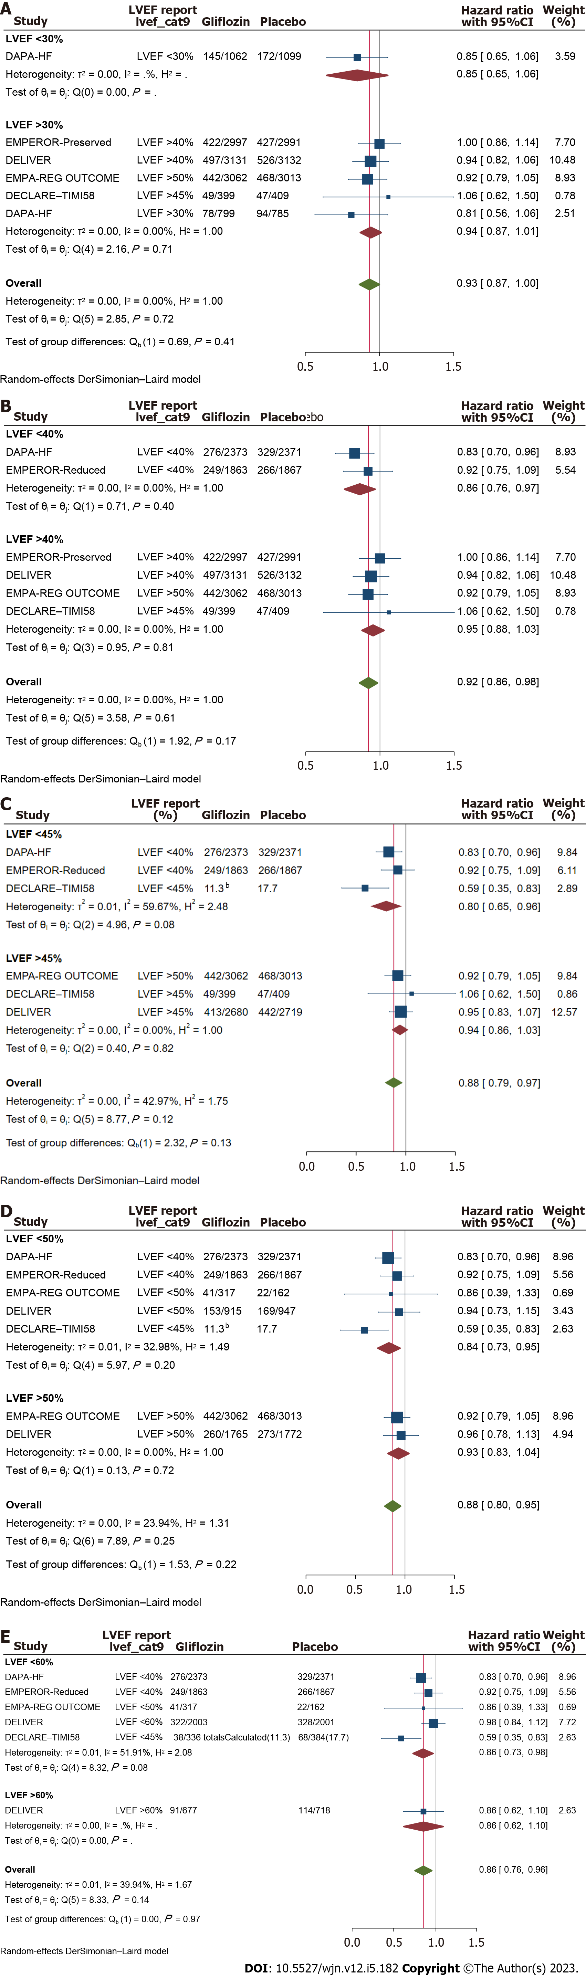 A
Study LVEF report lvef_cat9 Gliflozin Placebo Hazard ratio with 95%CI Weight (%)
LVEF <30%
DAPA-HF LVEF <30% 145/1062 172/1099 0.85 [ 0.65, 1.06] 3.59
Heterogeneity: τ² = 0.00, I² = .%, H² = . 0.85 [ 0.65, 1.06]
Test of θi = θj: Q(0) = 0.00, P = .
LVEF >30%
EMPEROR-Preserved LVEF >40% 422/2997 427/2991 1.00 [ 0.86, 1.14] 7.70
DELIVER LVEF >40% 497/3131 526/3132 0.94 [ 0.82, 1.06] 10.48
EMPA-REG OUTCOME LVEF >50% 442/3062 468/3013 0.92 [ 0.79, 1.05] 8.93
DECLARE–TIMI58 LVEF >45% 49/399 47/409 1.06 [ 0.62, 1.50] 0.78
DAPA-HF LVEF >30% 78/799 94/785 0.81 [ 0.56, 1.06] 2.51
Heterogeneity: τ² = 0.00, I² = 0.00%, H² = 1.00 0.94 [ 0.87, 1.01]
Test of θi = θj: Q(4) = 2.16, P = 0.71
Overall 0.93 [ 0.87, 1.00]
Heterogeneity: τ² = 0.00, I² = 0.00%, H² = 1.00
Test of θi = θj: Q(5) = 2.85, P = 0.72
Test of group differences: Qb (1) = 0.69, P = 0.41
0.5 1.0 1.5
Random-effects DerSimonian–Laird model
B
Study LVEF report lvef_cat9 Gliflozin Placebo ebo Hazard ratio with 95%CI Weight (%)
LVEF <40%
DAPA-HF LVEF <40% 276/2373 329/2371 0.83 [ 0.70, 0.96] 8.93
EMPEROR-Reduced LVEF <40% 249/1863 266/1867 0.92 [ 0.75, 1.09] 5.54
Heterogeneity: τ² = 0.00, I² = 0.00%, H² = 1.00 0.86 [ 0.76, 0.97]
Test of θi = θj: Q(1) = 0.71, P = 0.40
LVEF >40%
EMPEROR-Preserved LVEF >40% 422/2997 427/2991 1.00 [ 0.86, 1.14] 7.70
DELIVER LVEF >40% 497/3131 526/3132 0.94 [ 0.82, 1.06] 10.48
EMPA-REG OUTCOME LVEF >50% 442/3062 468/3013 0.92 [ 0.79, 1.05] 8.93
DECLARE–TIMI58 LVEF >45% 49/399 47/409 1.06 [ 0.62, 1.50] 0.78
Heterogeneity: τ² = 0.00, I² = 0.00%, H² = 1.00 0.95 [ 0.88, 1.03]
Test of θi = θj: Q(3) = 0.95, P = 0.81
Overall 0.92 [ 0.86, 0.98]
Heterogeneity: τ² = 0.00, I² = 0.00%, H² = 1.00
Test of θi = θj: Q(5) = 3.58, P = 0.61
Test of group differences: Qb (1) = 1.92, P = 0.17
0.5 1.0 1.5
Random-effects DerSimonian–Laird model
C
Study LVEF report (%) Gliflozin Placebo Hazard ratio with 95%CI Weight (%)
LVEF <45%
DAPA-HF LVEF <40% 276/2373 329/2371 0.83 [ 0.70, 0.96] 9.84
EMPEROR-Reduced LVEF <40% 249/1863 266/1867 0.92 [ 0.75, 1.09] 6.11
DECLARE–TIMI58 LVEF <45% 11.3 b 17.7 0.59 [ 0.35, 0.83] 2.89
Heterogeneity: τ² = 0.01, I² = 59.67%, H² = 2.48 0.80 [ 0.65, 0.96]
Test of θi = θj: Q(2) = 4.96, P = 0.08
LVEF >45%
EMPA-REG OUTCOME LVEF >50% 442/3062 468/3013 0.92 [ 0.79, 1.05] 9.84
DECLARE–TIMI58 LVEF >45% 49/399 47/409 1.06 [ 0.62, 1.50] 0.86
DELIVER LVEF >45% 413/2680 442/2719 0.95 [ 0.83, 1.07] 12.57
Heterogeneity: τ² = 0.00, I² = 0.00%, H² = 1.00 0.94 [ 0.86, 1.03]
Test of θi = θj: Q(2) = 0.40, P = 0.82
Overall 0.88 [ 0.79, 0.97]
Heterogeneity: τ² = 0.00, I² = 42.97%, H² = 1.75
Test of θi = θj: Q(5) = 8.77, P = 0.12
Test of group differences: Qb(1) = 2.32, P = 0.13
0.0 0.5 1.0 1.5
Random-effects DerSimonian–Laird model
D
Study LVEF report lvef_cat9 Gliflozin Placebo Hazard ratio with 95%CI Weight (%)
LVEF <50%
DAPA-HF LVEF <40% 276/2373 329/2371 0.83 [ 0.70, 0.96] 8.96
EMPEROR-Reduced LVEF <40% 249/1863 266/1867 0.92 [ 0.75, 1.09] 5.56
EMPA-REG OUTCOME LVEF <50% 41/317 22/162 0.86 [ 0.39, 1.33] 0.69
DELIVER LVEF <50% 153/915 169/947 0.94 [ 0.73, 1.15] 3.43
DECLARE–TIMI58 LVEF <45% 11.3 b 17.7 0.59 [ 0.35, 0.83] 2.63
Heterogeneity: τ² = 0.01, I² = 32.98%, H² = 1.49 0.84 [ 0.73, 0.95]
Test of θi = θj: Q(4) = 5.97, P = 0.20
LVEF >50%
EMPA-REG OUTCOME LVEF >50% 442/3062 468/3013 0.92 [ 0.79, 1.05] 8.96
DELIVER LVEF >50% 260/1765 273/1772 0.96 [ 0.78, 1.13] 4.94
Heterogeneity: τ² = 0.00, I² = 0.00%, H² = 1.00 0.93 [ 0.83, 1.04]
Test of θi = θj: Q(1) = 0.13, P = 0.72
Overall 0.88 [ 0.80, 0.95]
Heterogeneity: τ² = 0.00, I² = 23.94%, H² = 1.31
Test of θi = θj: Q(6) = 7.89, P = 0.25
Test of group differences: Qb (1) = 1.53, P = 0.22
0.0 0.5 1.0 1.5
Random-effects DerSimonian–Laird model
E
Study LVEF report lvef_cat9 Gliflozin Placebo Hazard ratio with 95%CI Weight (%)
LVEF <60%
DAPA-HF LVEF <40% 276/2373 329/2371 0.83 [ 0.70, 0.96] 8.96
EMPEROR-Reduced LVEF <40% 249/1863 266/1867 0.92 [ 0.75, 1.09] 5.56
EMPA-REG OUTCOME LVEF <50% 41/317 22/162 0.86 [ 0.39, 1.33] 0.69
DELIVER LVEF <60% 322/2003 328/2001 0.98 [ 0.84, 1.12] 7.72
DECLARE–TIMI58 LVEF <45% 38/336 totalsCalculated(11.3) 68/384(17.7) 0.59 [ 0.35, 0.83] 2.63
Heterogeneity: τ² = 0.01, I² = 51.91%, H² = 2.08 0.86 [ 0.73, 0.98]
Test of θi = θj: Q(4) = 8.32, P = 0.08
LVEF >60%
DELIVER LVEF >60% 91/677 114/718 0.86 [ 0.62, 1.10] 2.63
Heterogeneity: τ² = 0.00, I² = .%, H² = . 0.86 [ 0.62, 1.10]
Test of θi = θj: Q(0) = 0.00, P = .
Overall 0.86 [ 0.76, 0.96]
Heterogeneity: τ² = 0.01, I² = 39.94%, H² = 1.67
Test of θi = θj: Q(5) = 8.33, P = 0.14
Test of group differences: Qb (1) = 0.00, P = 0.97
0.0 0.5 1.0 1.5
Random-effects DerSimonian–Laird model
DOI: 10.5527/wjn.v12.i5.182 Copyright ©The Author(s) 2023.